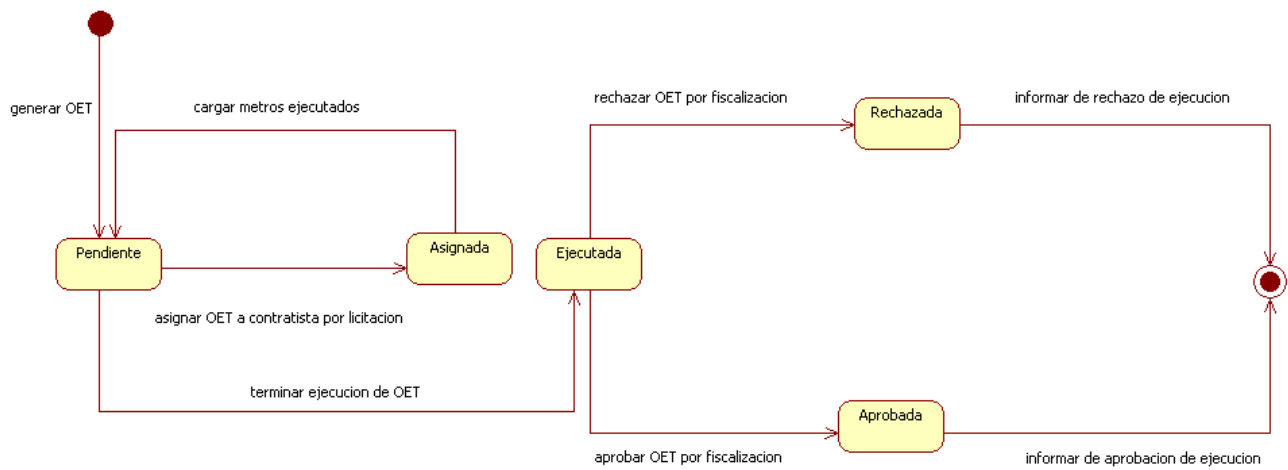 rechazar OET por fiscalizacion
informar de rechazo de ejecucion
generar OET
cargar metros ejecutados
Rechazada
Pendiente
Asignada
Ejecutada
asignar OET a contratista por licitacion
terminar ejecucion de OET
Aprobada
aprobar OET por fiscalizacion
informar de aprobacion de ejecucion